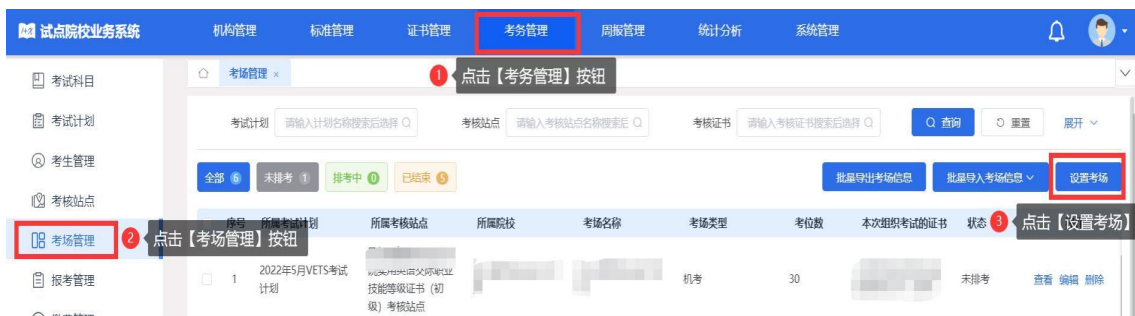 试点院校业务系统 机构管理 标准管理 证书管理 考务管理 周报管理 统计分析 系统管理
考试科目
考场管理 ×
1 点击【考务管理】按钮
考试计划
考试计划 请输入计划名称搜索后选择
考核站点 请输入考核站点名称搜索后
考核证书 请输入考核证书搜索后选择
查询 重置 展开
考生管理
全部 6 未排考 1 排考中 0 已结束 5
批量导出考场信息 批量导入考场信息 设置考场
考核站点
考场管理
2 点击【考场管理】按钮
序号 所属考试计划 所属考核站点 所属院校 考场名称 考场类型 考位数 本次组织考试的证书 状态
3 点击【设置考场】
报考管理
1 2022年5月VETS考试
计划
院实用英语交际职业
技能等级证书（初
级）考核站点
机考 30 未排考 查看 编辑 删除